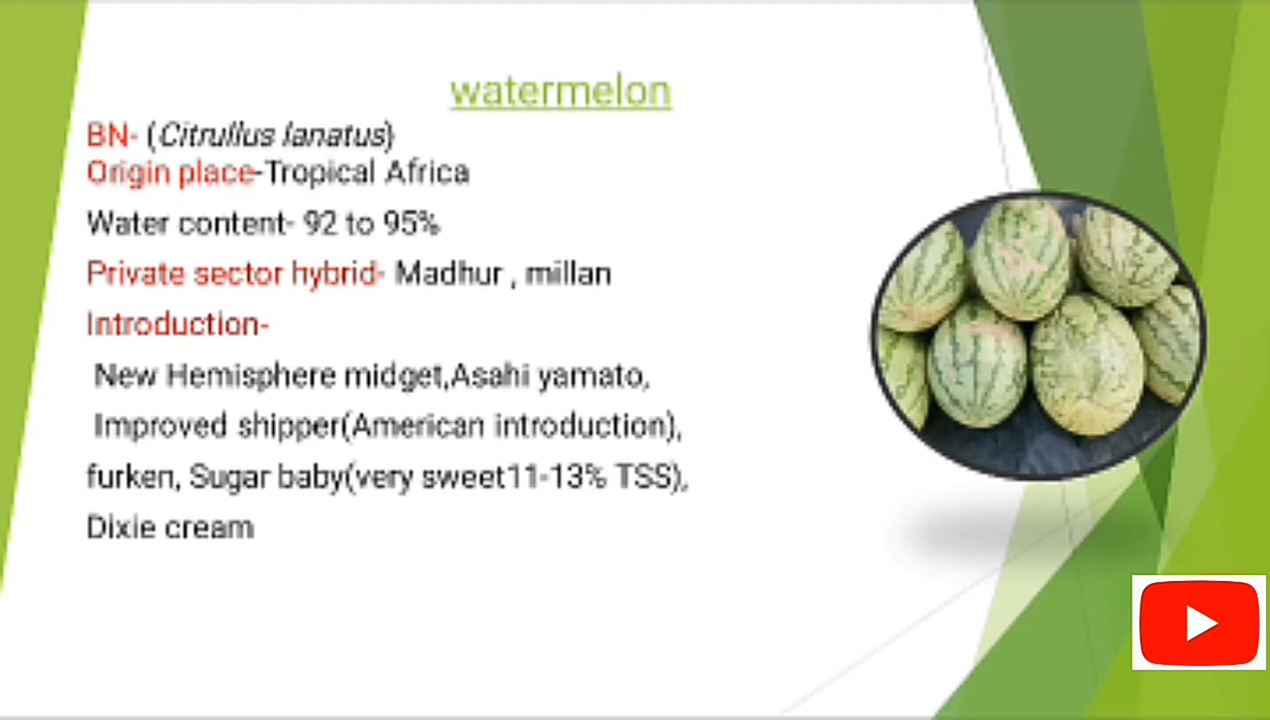 watermelon
BN- (Citrullus lanatus)
Origin place-Tropical Africa
Water content- 92 to 95%
Private sector hybrid- Madhur , millan
Introduction-
New Hemisphere midget,Asahi yamato,
Improved shipper(American introduction),
furken, Sugar baby(very sweet11-13% TSS),
Dixie cream